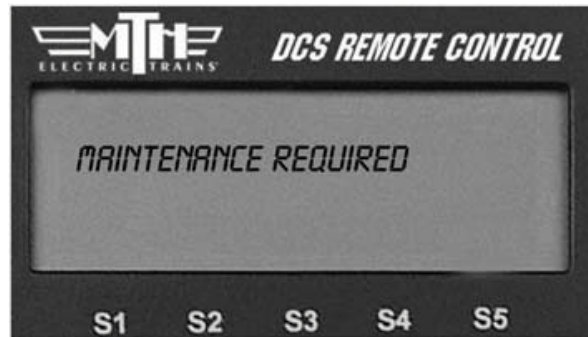 MTH DCS REMOTE CONTROL
ELECTRIC TRAINS®
MAINTENANCE REQUIRED
S1 S2 S3 S4 S5